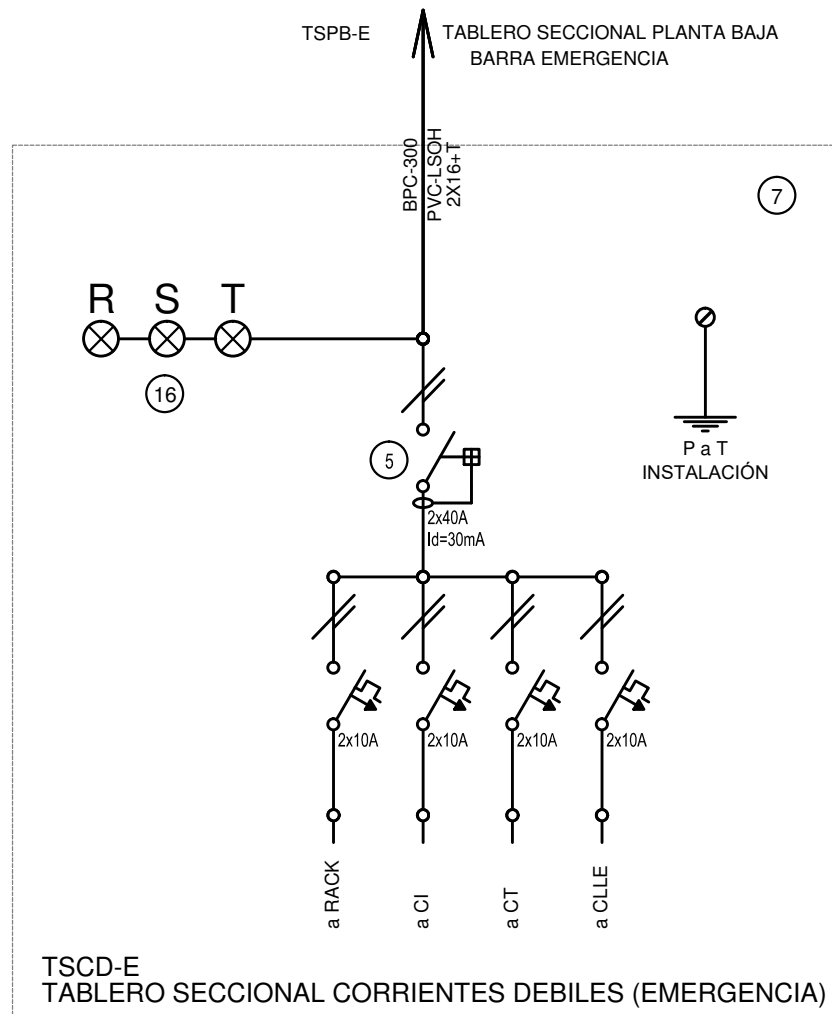 TSPB-E
TABLERO SECCIONAL PLANTA BAJA
BARRA EMERGENCIA
BPC-300
PVC-LSOH
2X16+T
7
R S T
16
5
P a T
INSTALACIÓN
2x40A
Id=30mA
2x10A
2x10A
2x10A
2x10A
a RACK
a CI
a CT
a CLLE
TSCD-E
TABLERO SECCIONAL CORRIENTES DEBILES (EMERGENCIA)